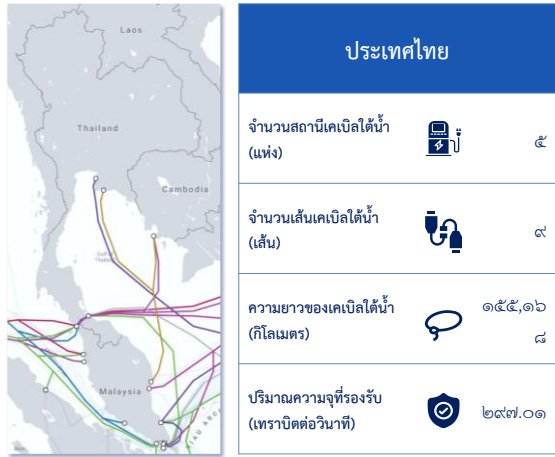 Laos
Thailand
Cambodia
Gulf of
Thailand
Malaysia
ประเทศไทย
จำนวนสถานีเคเบิลใต้น้ำ
(แห่ง)
๕
จำนวนเส้นเคเบิลใต้น้ำ
(เส้น)
๙
ความยาวของเคเบิลใต้น้ำ
(กิโลเมตร)
๑๕๕,๑๖
๘
ปริมาณความจุที่รองรับ
(เทราบิตต่อวินาที)
๒๙๗.๐๑